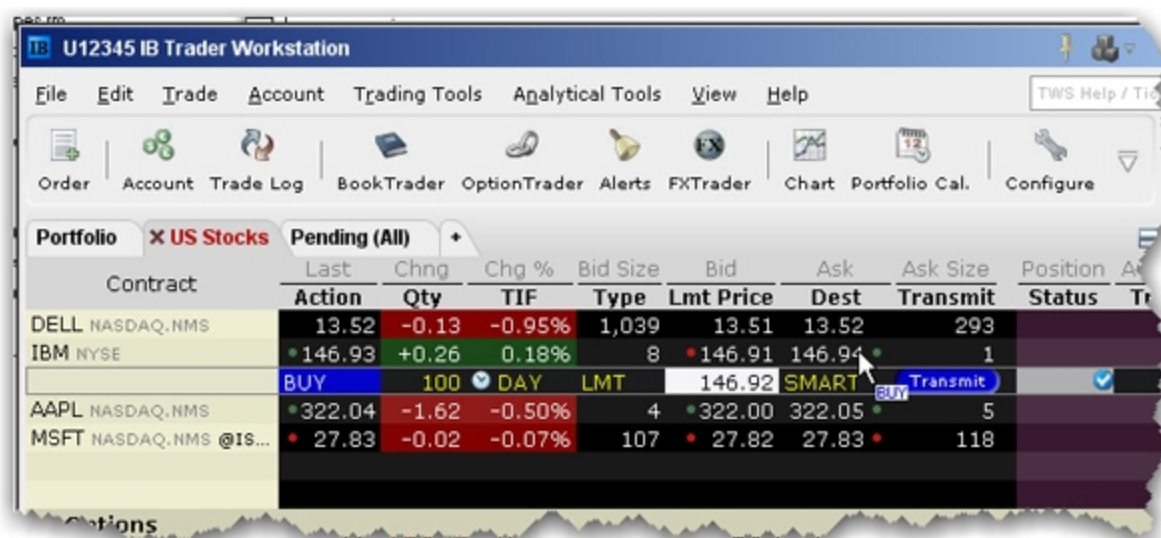 IB U12345 IB Trader Workstation
File Edit Trade Account Trading Tools Analytical Tools View Help TWS Help /
Order Account Trade Log BookTrader OptionTrader Alerts FXTrader Chart Portfolio Cal. Configure
Portfolio × US Stocks Pending (All) +
Contract Last Chng Chg % Bid Size Bid Ask Ask Size Position
Action Qty TIF Type Lmt Price Dest Transmit Status
DELL NASDAQ.NMS 13.52 -0.13 -0.95% 1,039 13.51 13.52 293
IBM NYSE 146.93 +0.26 0.18% 8 146.91 146.94 1
BUY 100 DAY LMT 146.92 SMART Transmit
BUY
AAPL NASDAQ.NMS 322.04 -1.62 -0.50% 4 322.00 322.05 5
MSFT NASDAQ.NMS @IS... 27.83 -0.02 -0.07% 107 27.82 27.83 118